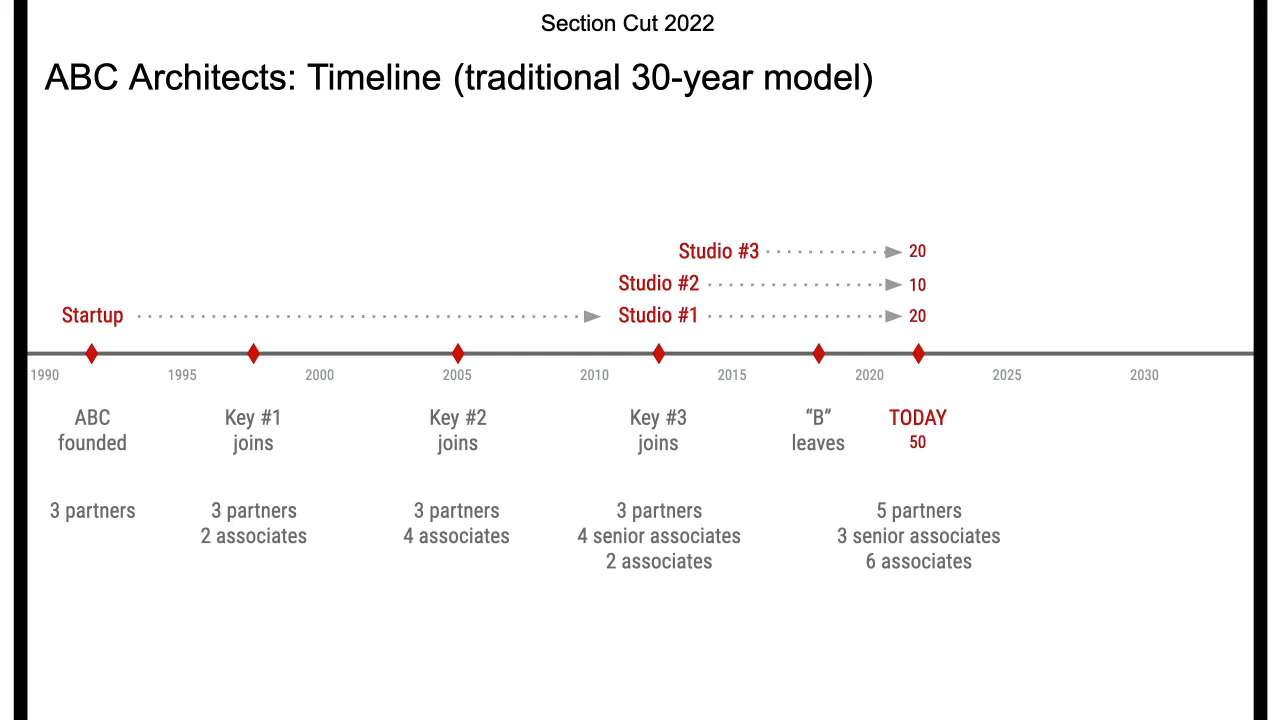 Section Cut 2022
ABC Architects: Timeline (traditional 30-year model)
Studio #3 20
Studio #2 10
Startup Studio #1 20
1990 1995 2000 2005 2010 2015 2020 2025 2030
ABC Key #1 Key #2 Key #3 “B” TODAY
founded joins joins joins leaves 50
3 partners 3 partners 3 partners 3 partners 5 partners
2 associates 4 associates 4 senior associates 3 senior associates
2 associates 6 associates